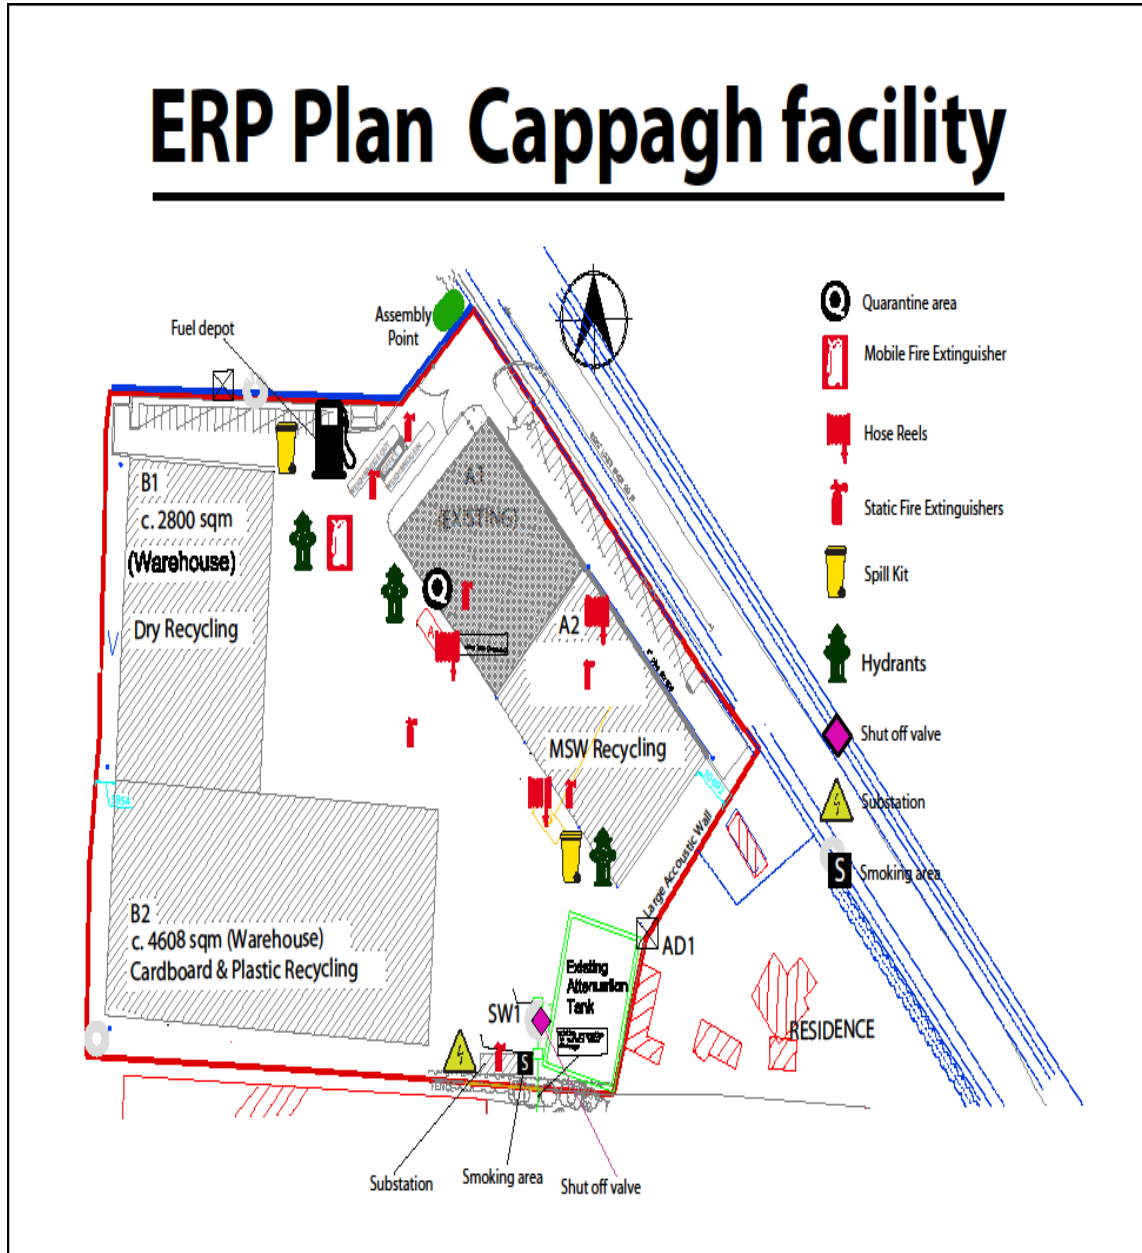 ERP Plan Cappagh facility
Assembly
Point
Fuel depot
Quarantine area
Mobile Fire Extinguisher
Hose Reels
Static Fire Extinguishers
Spill Kit
Hydrants
Shut off valve
Substation
S
Smoking area
B1
c. 2800 sqm
(Warehouse)
Dry Recycling
A1
(EXISTING)
Q
A
A2
MSW Recycling
Large Accoustic Wall
B2
c. 4608 sqm (Warehouse)
Cardboard & Plastic Recycling
AD1
Existing
Attenuation
Tank
SW1
S
RESIDENCE
FENCE
Substation
Smoking area
Shut off valve